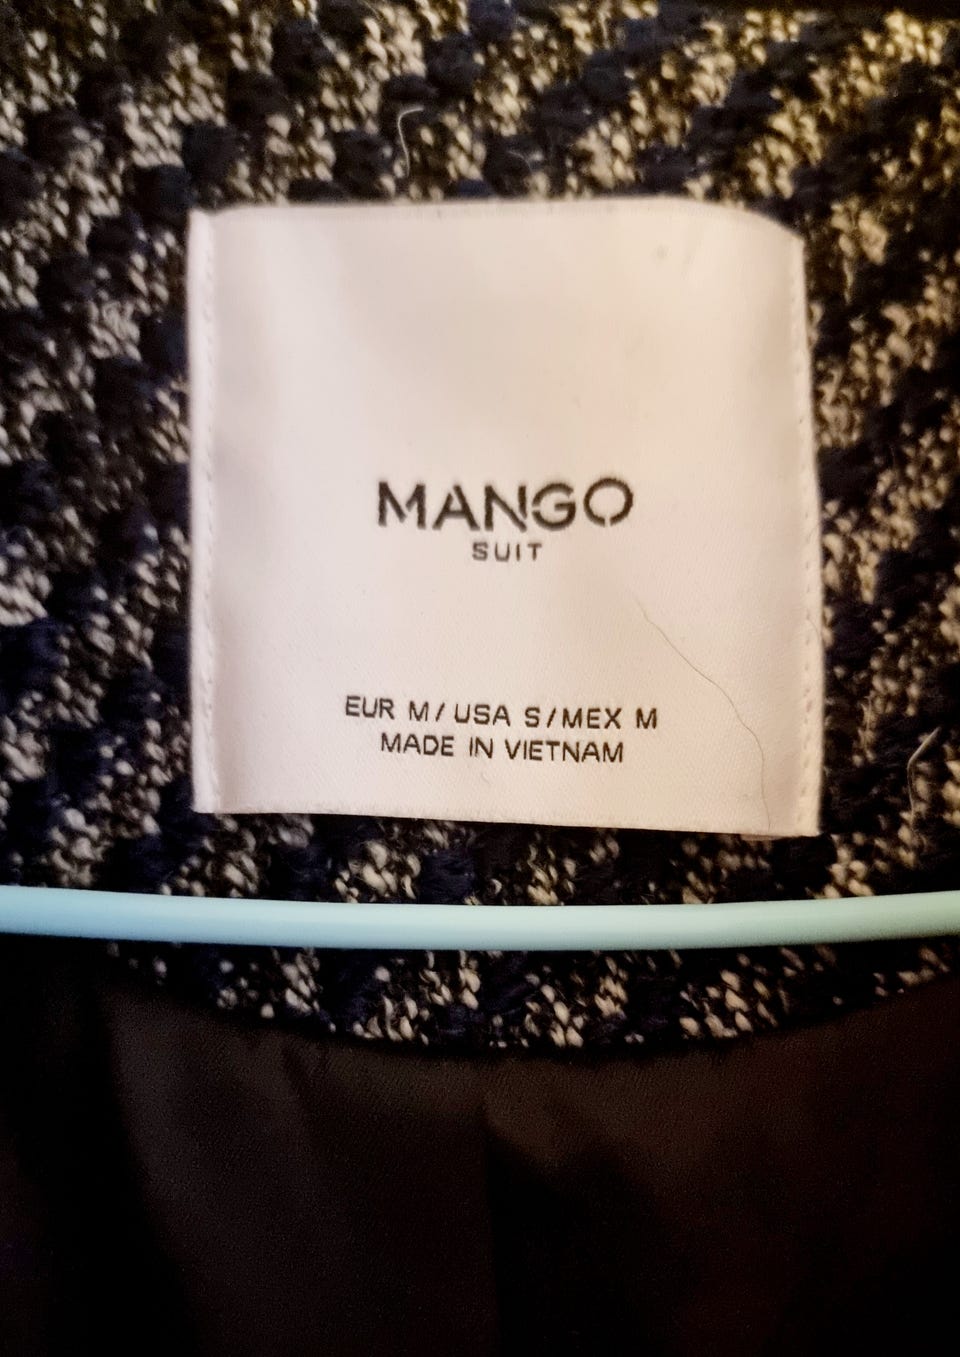 MANGO
SUIT
EUR M/USA S/MEX M
MADE IN VIETNAM